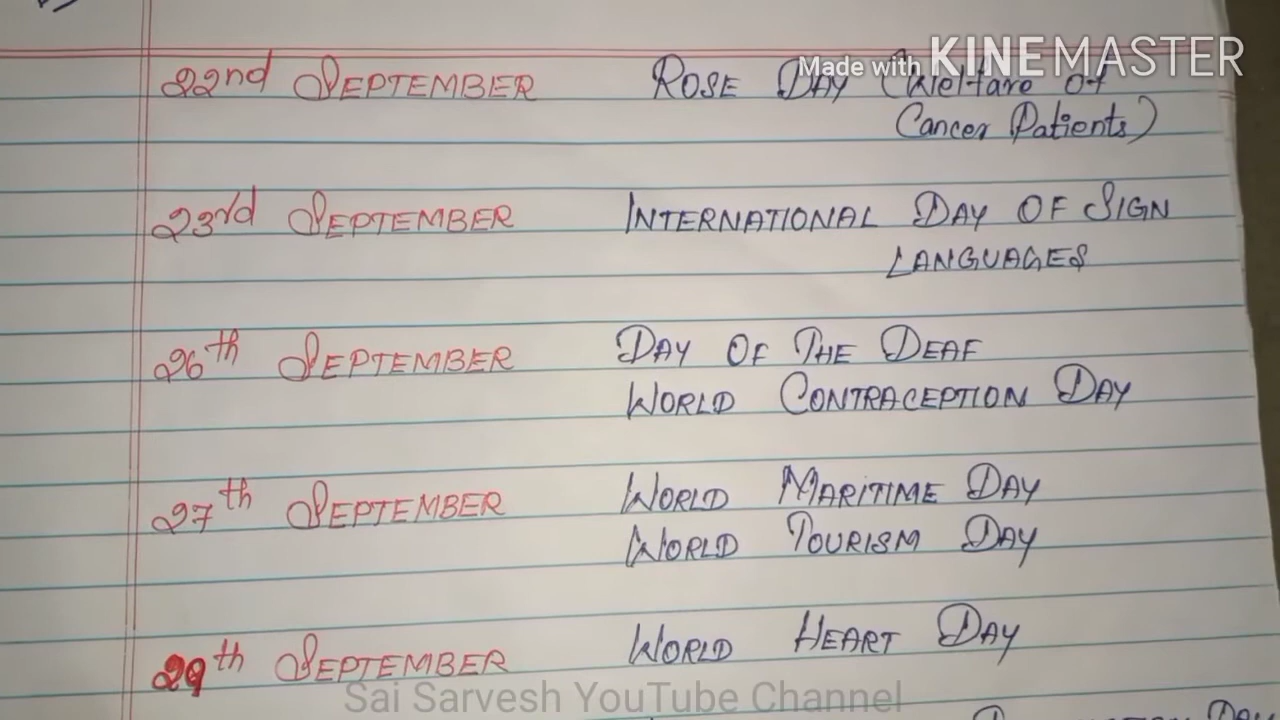 Made with KINEMASTER
22nd SEPTEMBER ROSE DAY (Welfare of
Cancer Patients)
23rd SEPTEMBER INTERNATIONAL DAY OF SIGN
LANGUAGES
26th SEPTEMBER DAY OF THE DEAF
WORLD CONTRACEPTION DAY
27th SEPTEMBER WORLD MARITIME DAY
WORLD TOURISM DAY
29th SEPTEMBER WORLD HEART DAY
Sai Sarvesh YouTube Channel